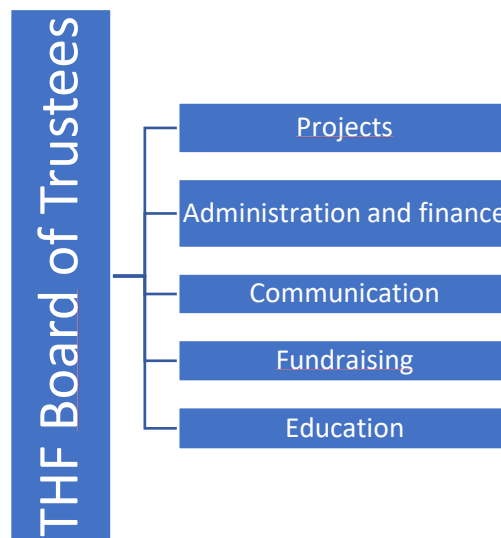 THF Board of Trustees
Projects
Administration and finance
Communication
Fundraising
Education